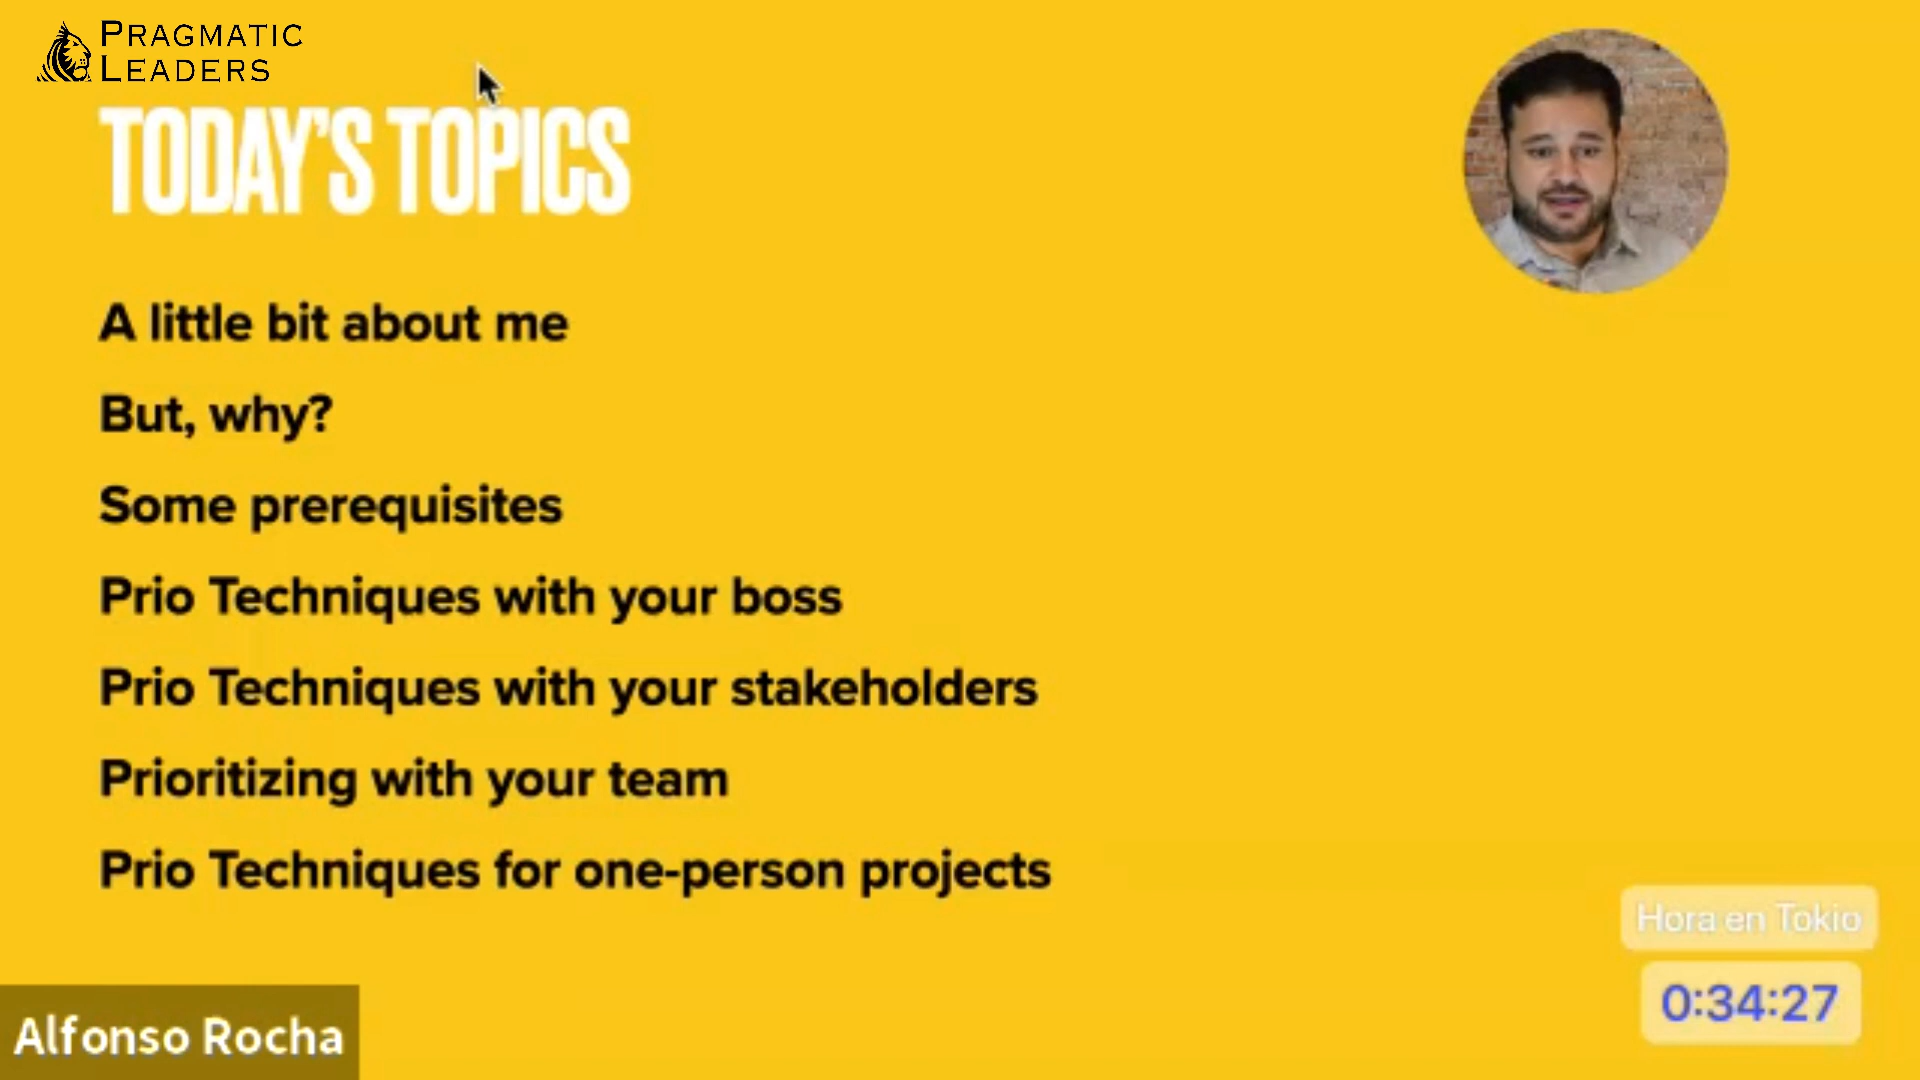 PRAGMATIC
LEADERS
TODAY'S TOPICS
A little bit about me
But, why?
Some prerequisites
Prio Techniques with your boss
Prio Techniques with your stakeholders
Prioritizing with your team
Prio Techniques for one-person projects
Hora en Tokio
0:34:27
Alfonso Rocha